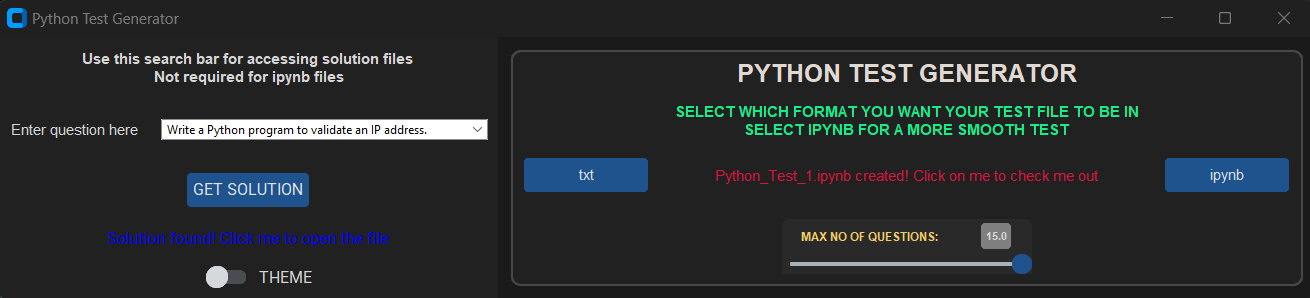 Python Test Generator
Use this search bar for accessing solution files
Not required for ipynb files
Enter question here
Write a Python program to validate an IP address.
GET SOLUTION
Solution found! Click me to open the file
THEME
PYTHON TEST GENERATOR
SELECT WHICH FORMAT YOU WANT YOUR TEST FILE TO BE IN
SELECT IPYNB FOR A MORE SMOOTH TEST
txt
Python_Test_1.ipynb created! Click on me to check me out
ipynb
MAX NO OF QUESTIONS:
15.0